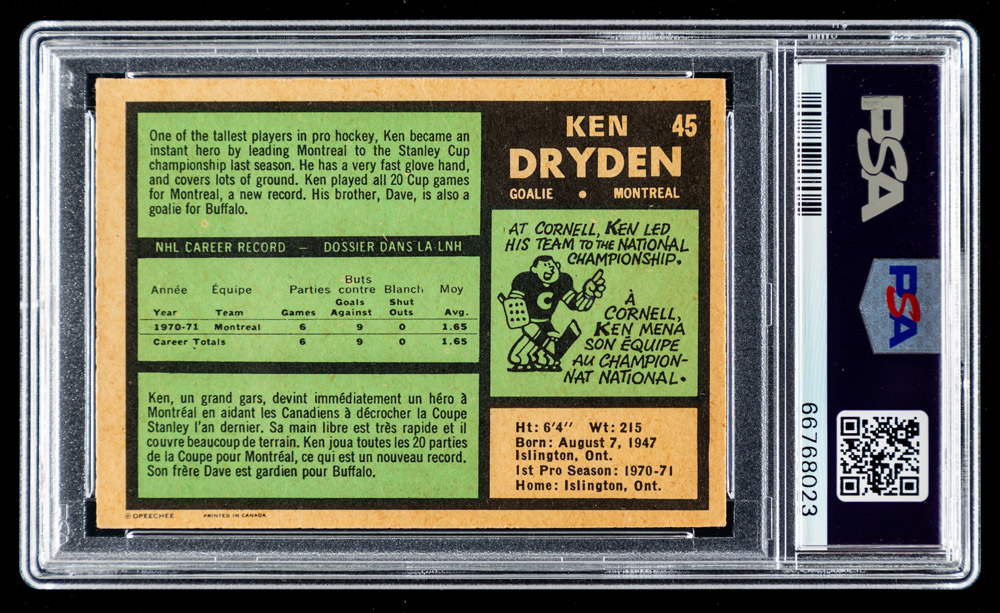 One of the tallest players in pro hockey, Ken became an
instant hero by leading Montreal to the Stanley Cup
championship last season. He has a very fast glove hand,
and covers lots of ground. Ken played all 20 Cup games
for Montreal, a new record. His brother, Dave, is also a
goalie for Buffalo.
NHL CAREER RECORD — DOSSIER DANS LA LNH
Année Équipe Parties Buts contre Blanch Moy
Year Team Games Goals Against Shut Outs Avg.
1970-71 Montreal 6 9 0 1.65
Career Totals 6 9 0 1.65
Ken, un grand gars, devint immédiatement un héro à
Montréal en aidant les Canadiens à décrocher la Coupe
Stanley l'an dernier. Sa main libre est très rapide et il
couvre beaucoup de terrain. Ken joua toutes les 20 parties
de la Coupe pour Montréal, ce qui est un nouveau record.
Son frère Dave est gardien pour Buffalo.
© OPEECHEE PRINTED IN CANADA
KEN 45
DRYDEN
GOALIE • MONTREAL
AT CORNELL, KEN LED
HIS TEAM TO THE NATIONAL
CHAMPIONSHIP.
C
À
CORNELL,
KEN MENA
SON ÉQUIPE
AU CHAMPION-
NAT NATIONAL.
Ht: 6'4" Wt: 215
Born: August 7, 1947
Islington, Ont.
1st Pro Season: 1970-71
Home: Islington, Ont.
PSA
PSA
66768023